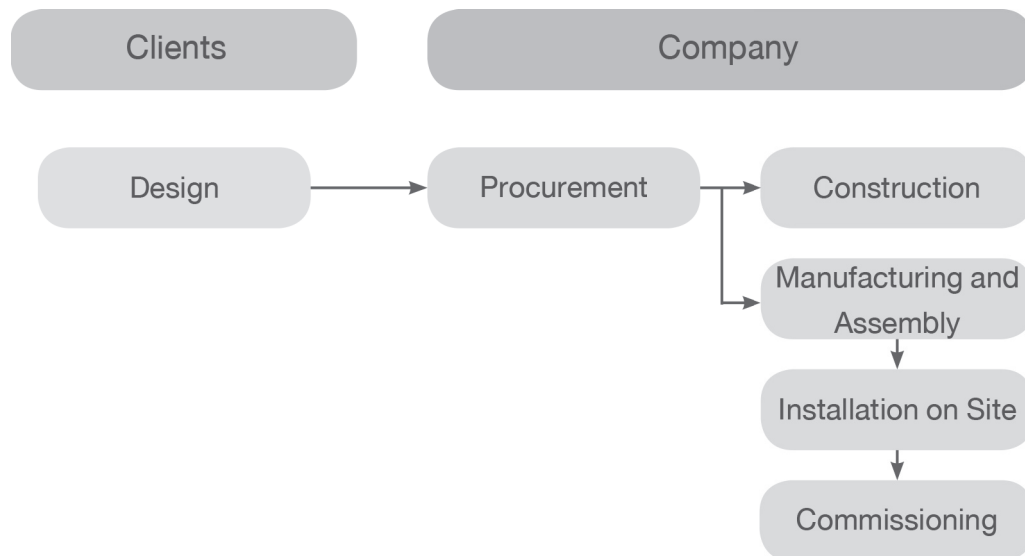 Clients
Company
Design
Procurement
Construction
Manufacturing and
Assembly
Installation on Site
Commissioning